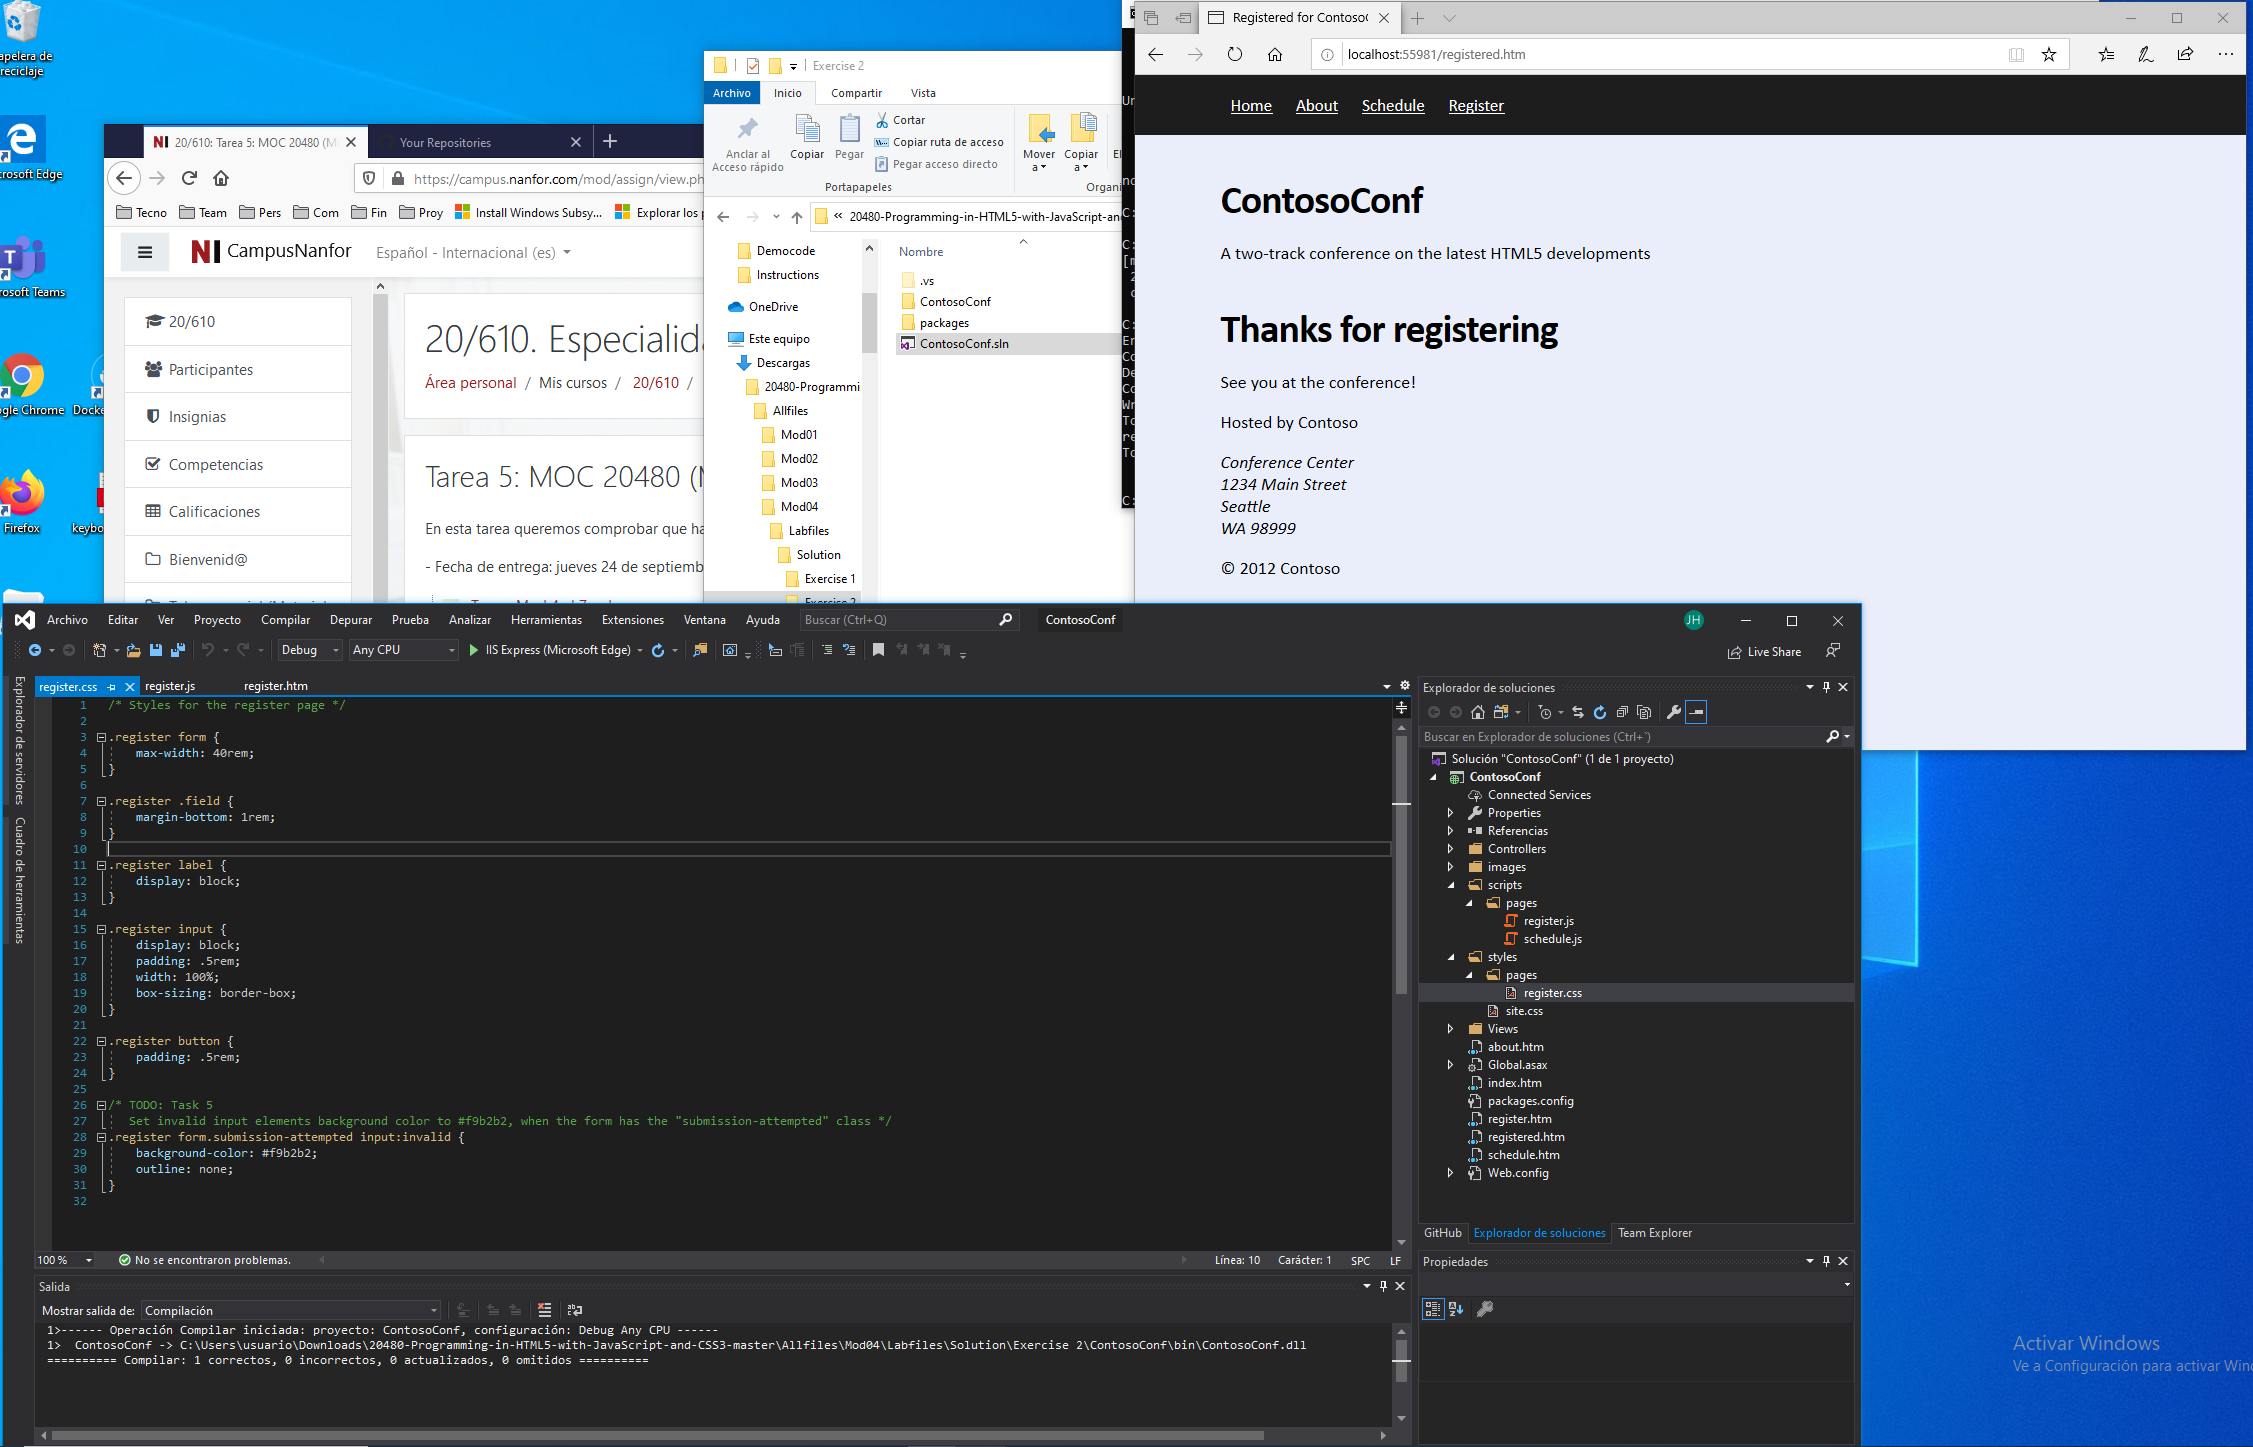 apelera de
reciclaje
rosoft Edge
rosoft Teams
gle Chrome
Docke
Firefox
keybo
20/610: Tarea 5: MOC 20480 (M
Your Repositories
https://campus.nanfor.com/mod/assign/view.ph
Tecno
Team
Pers
Com
Fin
Proy
Install Windows Subsy...
Explorar los p
NI CampusNanfor
Español - Internacional (es)
20/610
Participantes
Insignias
Competencias
Calificaciones
Bienvenid@
20/610. Especialida
Área personal / Mis cursos / 20/610 /
Tarea 5: MOC 20480 (M
En esta tarea queremos comprobar que ha
- Fecha de entrega: jueves 24 de septiemb
Exercise 2
Archivo
Inicio
Compartir
Vista
Anclar al
Acceso rápido
Copiar
Pegar
Cortar
Copiar ruta de acceso
Pegar acceso directo
Portapapeles
Mover
a
Copiar
a
Organi
« 20480-Programming-in-HTML5-with-JavaScript-an
Democode
Instructions
OneDrive
Este equipo
Descargas
20480-Programmi
Allfiles
Mod01
Mod02
Mod03
Mod04
Labfiles
Solution
Exercise 1
Exercise 2
Nombre
.vs
ContosoConf
packages
ContosoConf.sln
Registered for ContosoC
localhost:55981/registered.htm
Home
About
Schedule
Register
ContosoConf
A two-track conference on the latest HTML5 developments
Thanks for registering
See you at the conference!
Hosted by Contoso
Conference Center
1234 Main Street
Seattle
WA 98999
© 2012 Contoso
Archivo
Editar
Ver
Proyecto
Compilar
Depurar
Prueba
Analizar
Herramientas
Extensiones
Ventana
Ayuda
Buscar (Ctrl+Q)
ContosoConf
JH
Debug
Any CPU
IIS Express (Microsoft Edge)
Live Share
Explorador de servidores
Cuadro de herramientas
register.css
register.js
register.htm
1 /* Styles for the register page */
2
3 .register form {
4 max-width: 40rem;
5 }
6
7 .register .field {
8 margin-bottom: 1rem;
9 }
10
11 .register label {
12 display: block;
13 }
14
15 .register input {
16 display: block;
17 padding: .5rem;
18 width: 100%;
19 box-sizing: border-box;
20 }
21
22 .register button {
23 padding: .5rem;
24 }
25
26 /* TODO: Task 5
27 Set invalid input elements background color to #f9b2b2, when the form has the "submission-attempted" class */
28 .register form.submission-attempted input:invalid {
29 background-color: #f9b2b2;
30 outline: none;
31 }
32
100 %
No se encontraron problemas.
Línea: 10
Carácter: 1
SPC
LF
Salida
Mostrar salida de:
Compilación
1>------ Operación Compilar iniciada: proyecto: ContosoConf, configuración: Debug Any CPU ------
1> ContosoConf -> C:\Users\usuario\Downloads\20480-Programming-in-HTML5-with-JavaScript-and-CSS3-master\Allfiles\Mod04\Labfiles\Solution\Exercise 2\ContosoConf\bin\ContosoConf.dll
========== Compilar: 1 correctos, 0 incorrectos, 0 actualizados, 0 omitidos ==========
Explorador de soluciones
Buscar en Explorador de soluciones (Ctrl+¨)
Solución "ContosoConf" (1 de 1 proyecto)
ContosoConf
Connected Services
Properties
Referencias
Controllers
images
scripts
pages
register.js
schedule.js
styles
pages
register.css
site.css
Views
about.htm
Global.asax
index.htm
packages.config
register.htm
registered.htm
schedule.htm
Web.config
GitHub
Explorador de soluciones
Team Explorer
Propiedades
Activar Windows
Ve a Configuración para activar Win